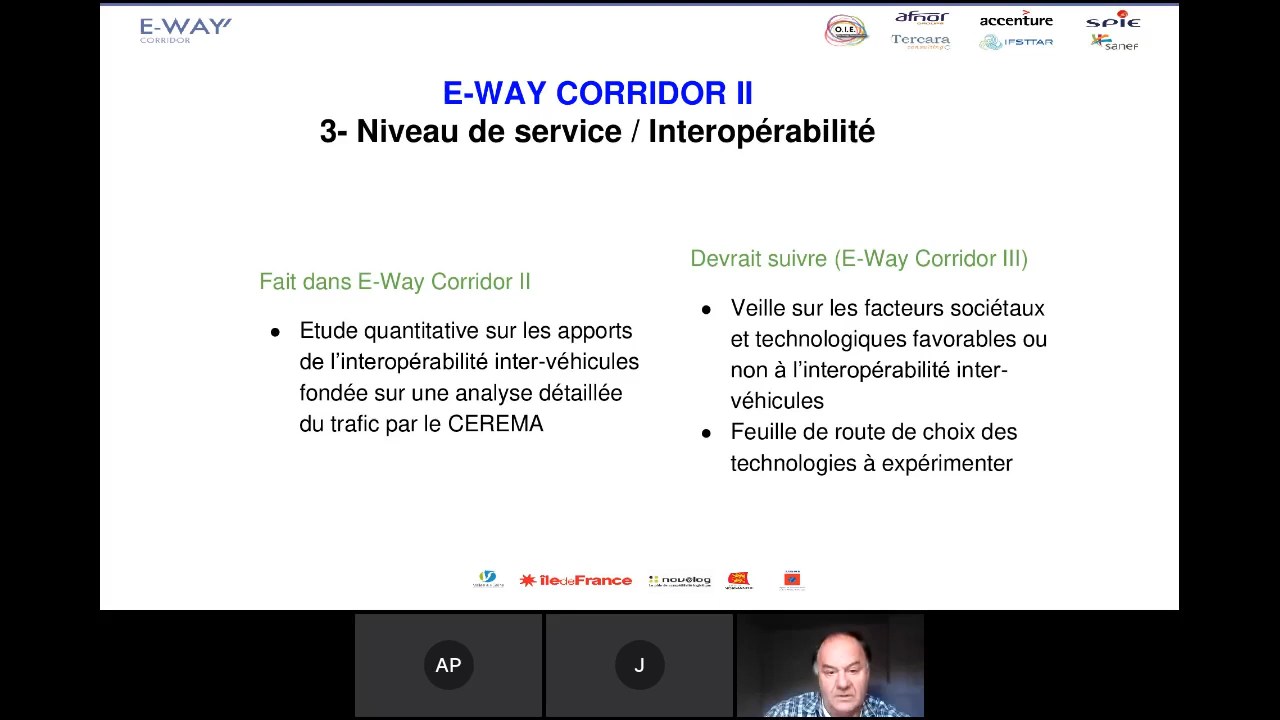 E-WAY
CORRIDOR
O.I.E.
afnor
GROUPE
accenture
SPIE
Tercara
consulting
IFSTTAR
sanef
E-WAY CORRIDOR II
3- Niveau de service / Interopérabilité
Fait dans E-Way Corridor II
● Etude quantitative sur les apports
de l’interopérabilité inter-véhicules
fondée sur une analyse détaillée
du trafic par le CEREMA
Devrait suivre (E-Way Corridor III)
● Veille sur les facteurs sociétaux
et technologiques favorables ou
non à l’interopérabilité inter-
véhicules
● Feuille de route de choix des
technologies à expérimenter
îledeFrance
novelog
AP
J